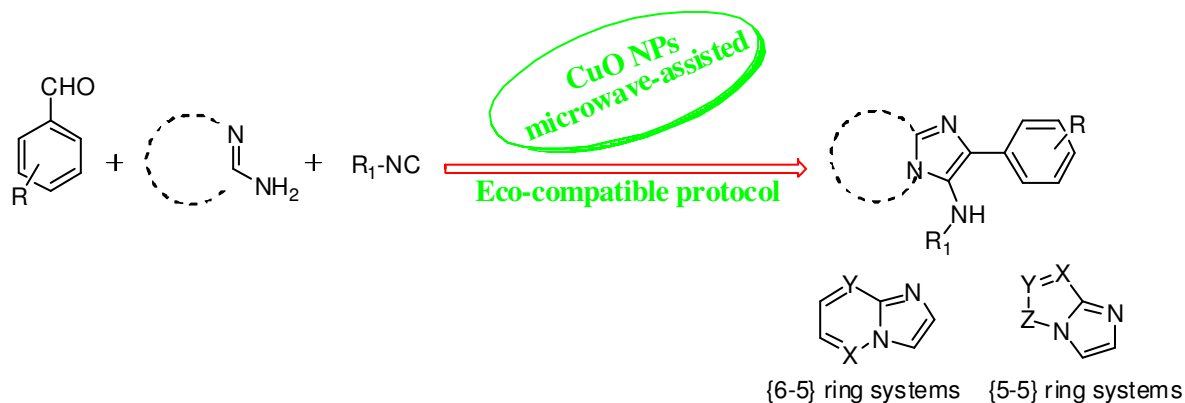 CHO
R
+
N
NH2
+
R1-NC
CuO NPs
microwave-assisted
Eco-compatible protocol
N
N
R
NH
R1
Y
N
X
N
{6-5} ring systems
Y
X
Z
N
N
{5-5} ring systems